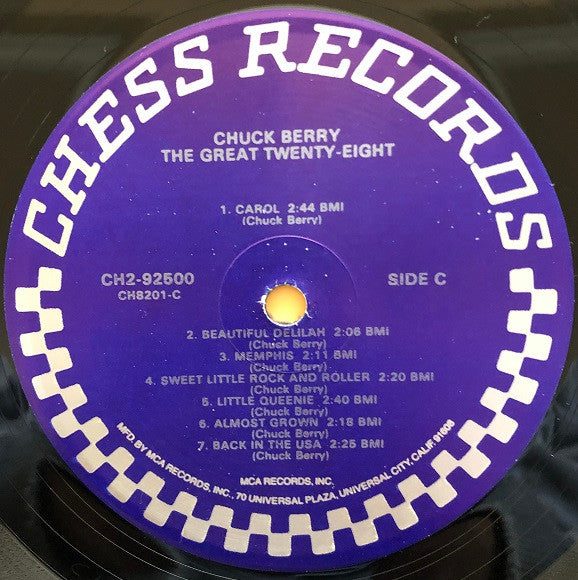 CHESS RECORDS
CHUCK BERRY
THE GREAT TWENTY-EIGHT
1. CAROL 2:44 BMI
(Chuck Berry)
CH2-92500
CH8201-C
SIDE C
2. BEAUTIFUL DELILAH 2:06 BMI
(Chuck Berry)
3. MEMPHIS 2:11 BMI
(Chuck Berry)
4. SWEET LITTLE ROCK AND ROLLER 2:20 BMI
(Chuck Berry)
5. LITTLE QUEENIE 2:40 BMI
(Chuck Berry)
6. ALMOST GROWN 2:18 BMI
(Chuck Berry)
7. BACK IN THE USA 2:25 BMI
(Chuck Berry)
MCA RECORDS, INC.
MFD. BY MCA RECORDS, INC., 70 UNIVERSAL PLAZA, UNIVERSAL CITY, CALIF. 91608